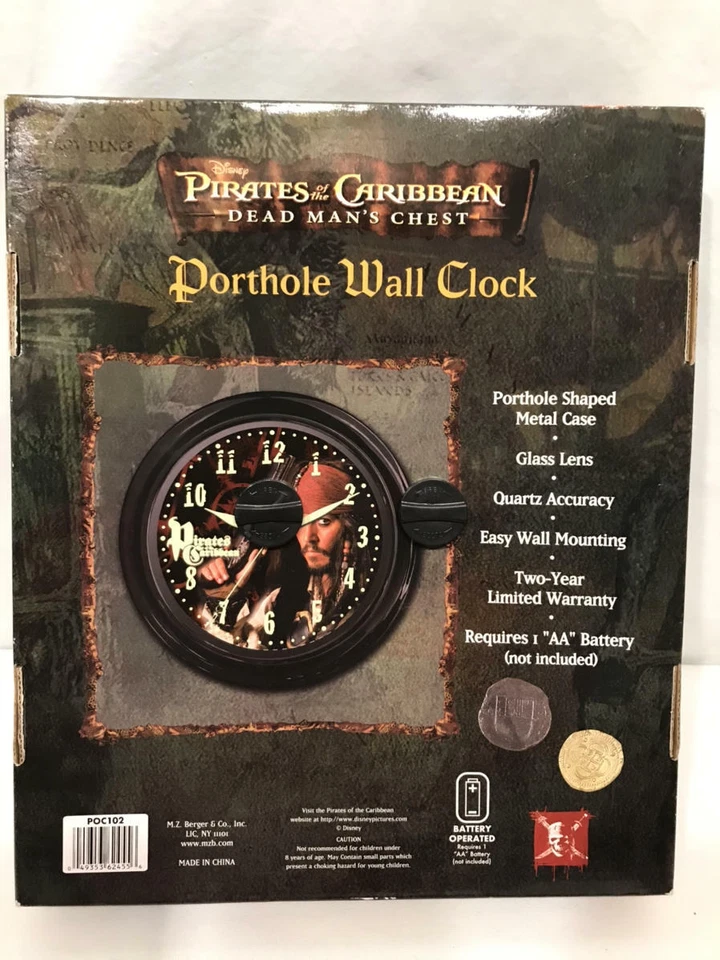 Disney
PIRATES of the CARIBBEAN
DEAD MAN'S CHEST
Porthole Wall Clock
Porthole Shaped
Metal Case
•
Glass Lens
•
Quartz Accuracy
•
Easy Wall Mounting
•
Two-Year
Limited Warranty
•
Requires 1 "AA" Battery
(not included)
11 12 1
10 2
Pirates 3
Caribbean
8 4
7 6 5
POC102
49353 62455 4
M.Z. Berger & Co., Inc.
LIC, NY 11101
www.mzb.com
MADE IN CHINA
Visit the Pirates of the Caribbean
website at http://www.disneypictures.com
© Disney
CAUTION
Not recommended for children under
8 years of age. May Contain small parts which
present a choking hazard for young children.
BATTERY
OPERATED
Requires 1
"AA" Battery
(not included)